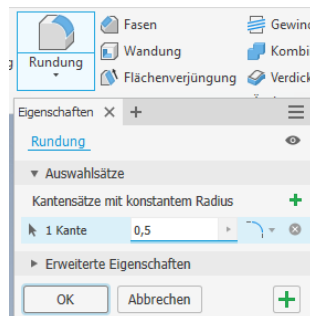 Fasen
Gewind
Wandung
Kombi
Rundung
Flächenverjüngung
Verdick
Eigenschaften × +
Rundung
Auswahlsätze
Kantensätze mit konstantem Radius
1 Kante 0,5
Erweiterte Eigenschaften
OK Abbrechen